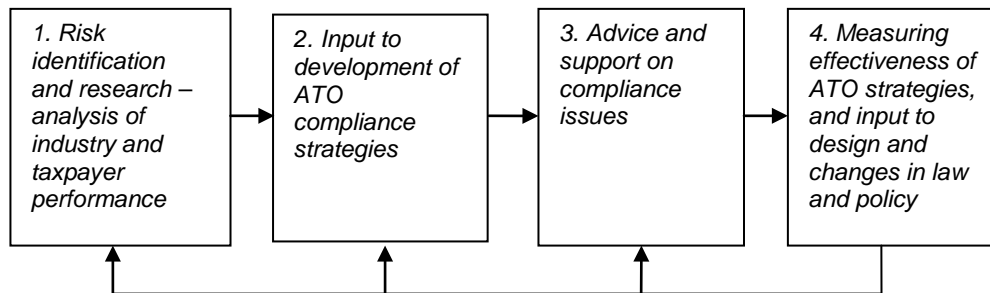 1. Risk
identification
and research –
analysis of
industry and
taxpayer
performance
2. Input to
development of
ATO
compliance
strategies
3. Advice and
support on
compliance
issues
4. Measuring
effectiveness of
ATO strategies,
and input to
design and
changes in law
and policy